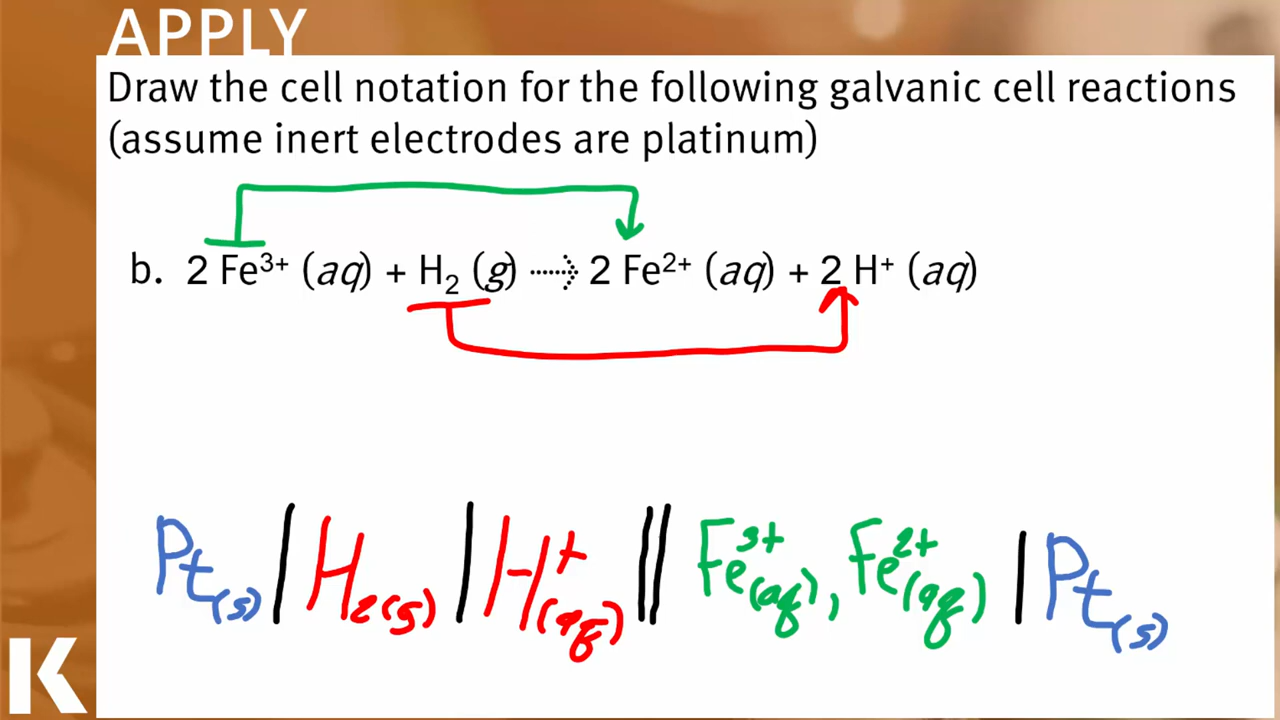 APPLY
Draw the cell notation for the following galvanic cell reactions
(assume inert electrodes are platinum)
b. 2 Fe³⁺ (aq) + H₂ (g) ⇢ 2 Fe²⁺ (aq) + 2 H⁺ (aq)
Pt(s) | H₂(g) | H⁺(aq) || Fe³⁺(aq), Fe²⁺(aq) | Pt(s)
K